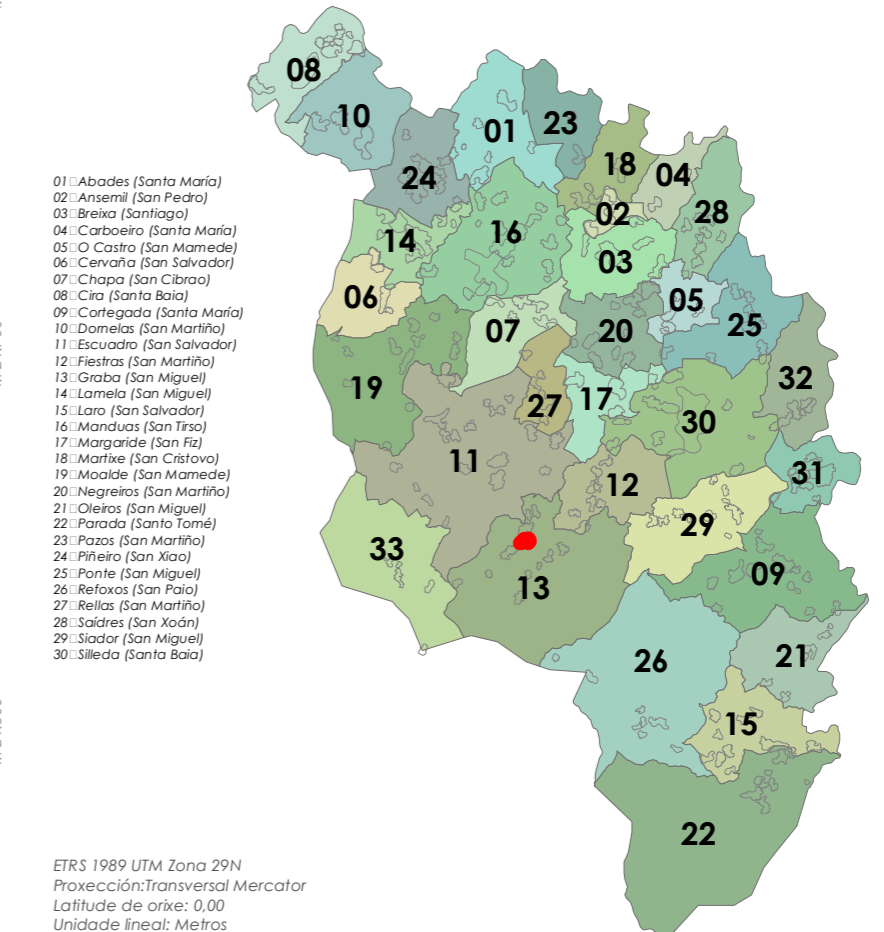 08
10
01
23
24
18
04
02
28
16
14
03
06
05
07
20
25
19
17
32
27
30
11
31
12
29
33
13
09
26
21
15
22
01 Abades (Santa María)
02 Ansemil (San Pedro)
03 Breixa (Santiago)
04 Carboeiro (Santa María)
05 O Castro (San Mamede)
06 Cervaña (San Salvador)
07 Chapa (San Cibrao)
08 Cira (Santa Baia)
09 Cortegada (Santa María)
10 Dornelas (San Martiño)
11 Escuadro (San Salvador)
12 Fiestras (San Martiño)
13 Graba (San Miguel)
14 Lamela (San Miguel)
15 Laro (San Salvador)
16 Manduas (San Tirso)
17 Margaride (San Fiz)
18 Martixe (San Cristovo)
19 Moalde (San Mamede)
20 Negreiros (San Martiño)
21 Oleiros (San Miguel)
22 Parada (Santo Tomé)
23 Pazos (San Martiño)
24 Piñeiro (San Xiao)
25 Ponte (San Miguel)
26 Refoxos (San Paio)
27 Rellas (San Martiño)
28 Saídres (San Xoán)
29 Siador (San Miguel)
30 Silleda (Santa Baia)
ETRS 1989 UTM Zona 29N
Proxección:Transversal Mercator
Latitude de orixe: 0,00
Unidade lineal: Metros